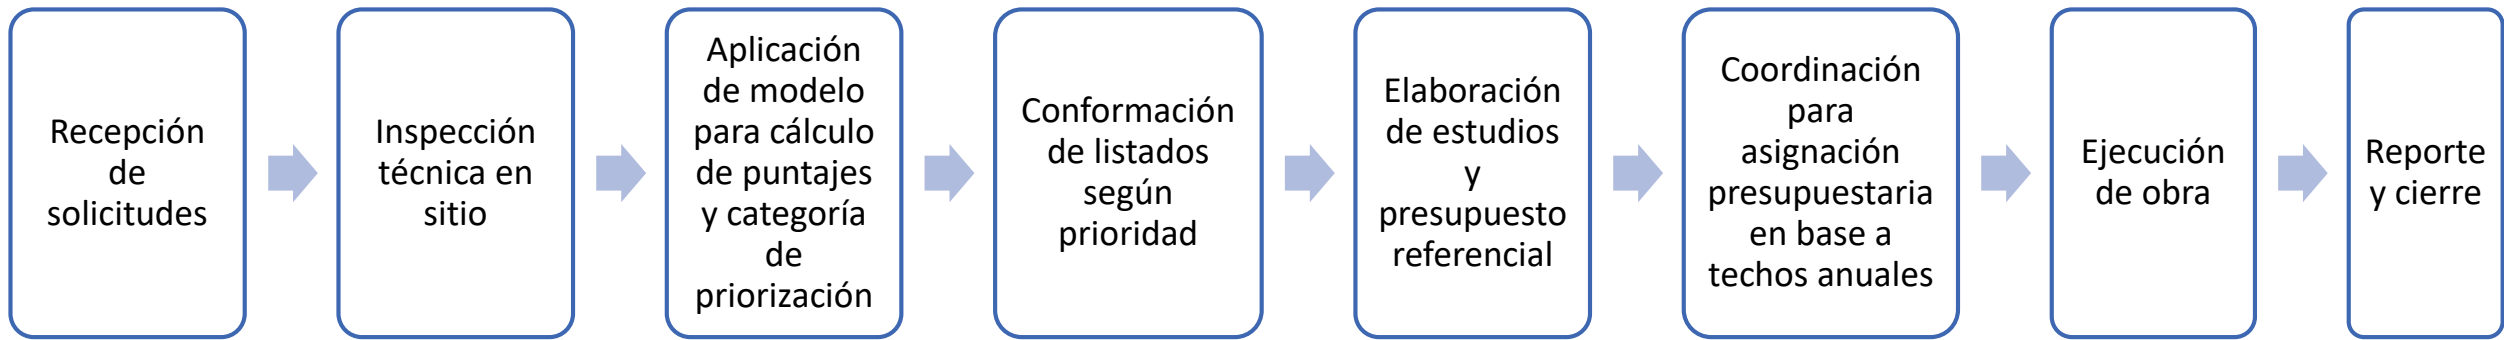 Recepción
de
solicitudes
Inspección
técnica en
sitio
Aplicación
de modelo
para cálculo
de puntajes
y categoría
de
priorización
Conformación
de listados
según
prioridad
Elaboración
de estudios
y
presupuesto
referencial
Coordinación
para
asignación
presupuestaria
en base a
techos anuales
Ejecución
de obra
Reporte
y cierre